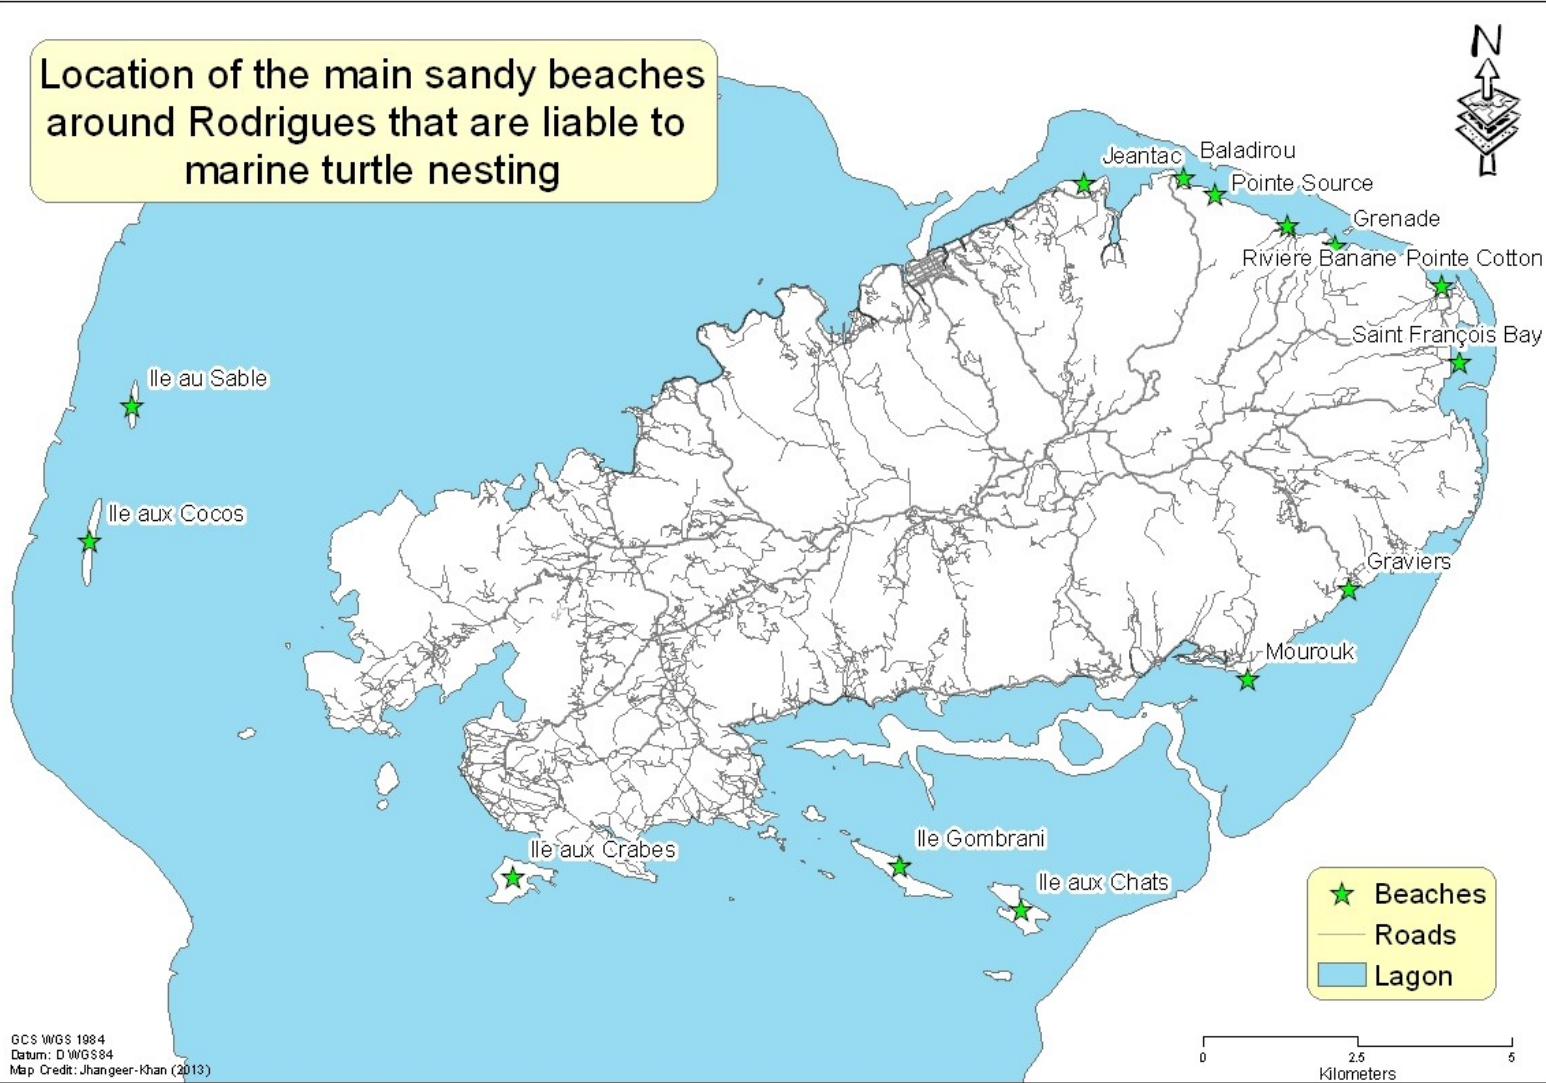 Location of the main sandy beaches
around Rodrigues that are liable to
marine turtle nesting
N
Jeantac
Baladirou
Pointe Source
Grenade
Riviere Banane
Pointe Cotton
Saint François Bay
Ile au Sable
Ile aux Cocos
Graviers
Mourouk
Ile aux Crabes
Ile Gombrani
Ile aux Chats
Beaches
Roads
Lagon
GCS WGS 1984
Datum: D WGS84
Map Credit: Jhangeer-Khan (2013)
0 2.5 5
Kilometers